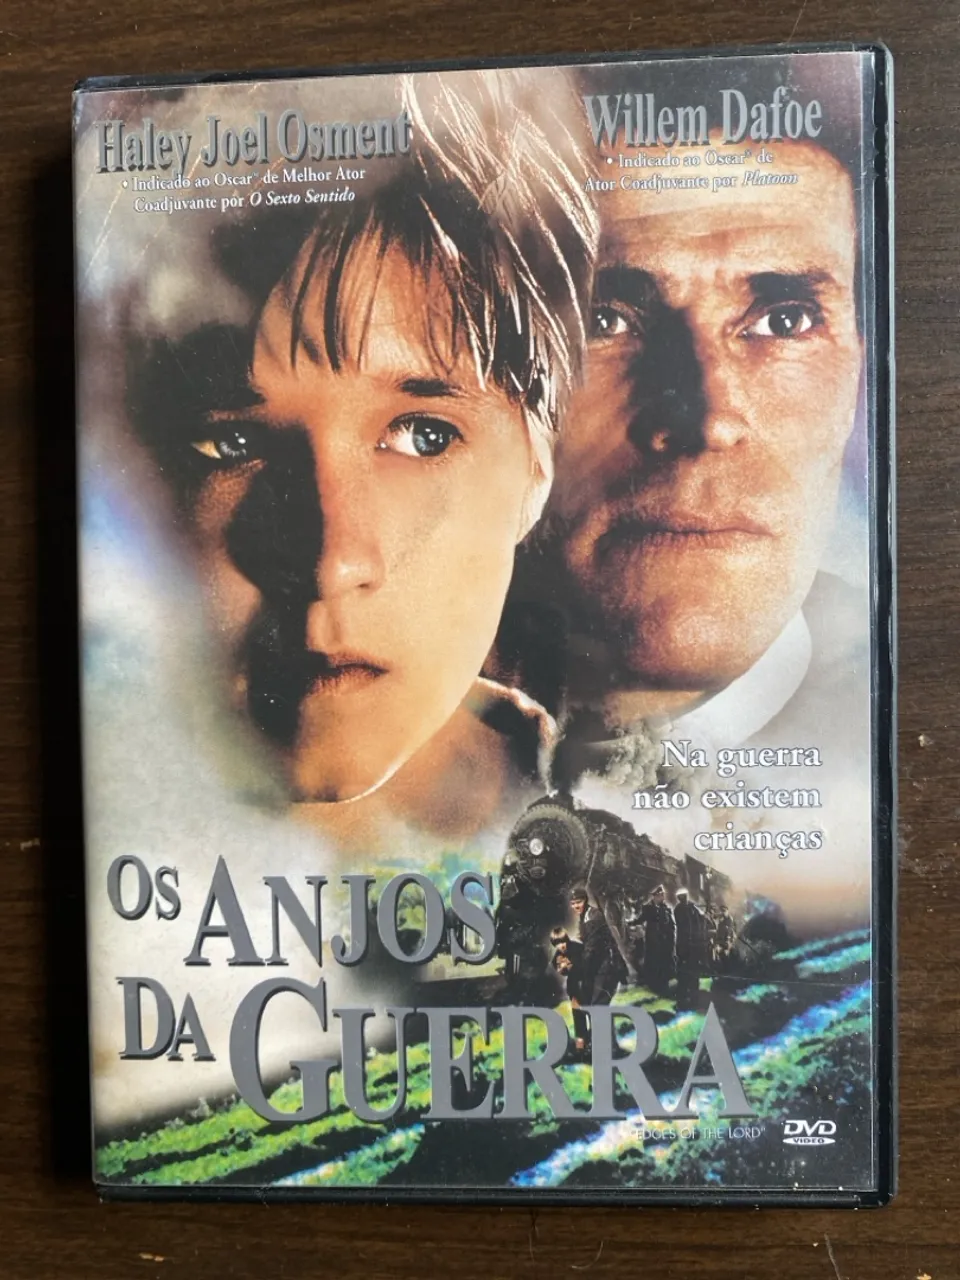 Haley Joel Osment
• Indicado ao Oscar® de Melhor Ator
Coadjuvante por O Sexto Sentido
Willem Dafoe
• Indicado ao Oscar® de
Ator Coadjuvante por Platoon
Na guerra
não existem
crianças
OS ANJOS
DA GUERRA
"EDGES OF THE LORD"
DVD
VIDEO